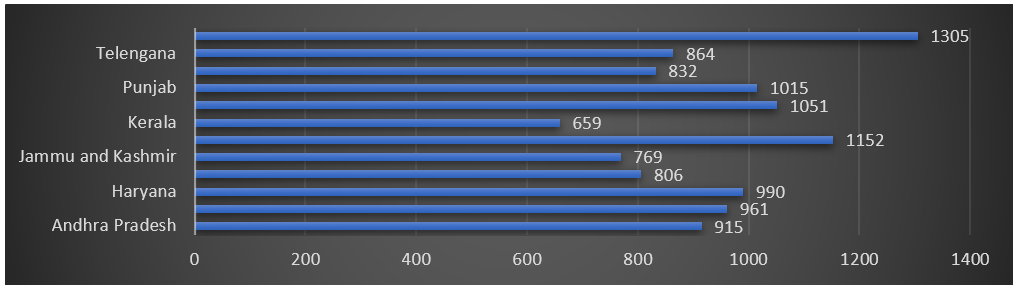 1305
Telengana 864
832
Punjab 1015
1051
Kerala 659
1152
Jammu and Kashmir 769
806
Haryana 990
961
Andhra Pradesh 915
0 200 400 600 800 1000 1200 1400